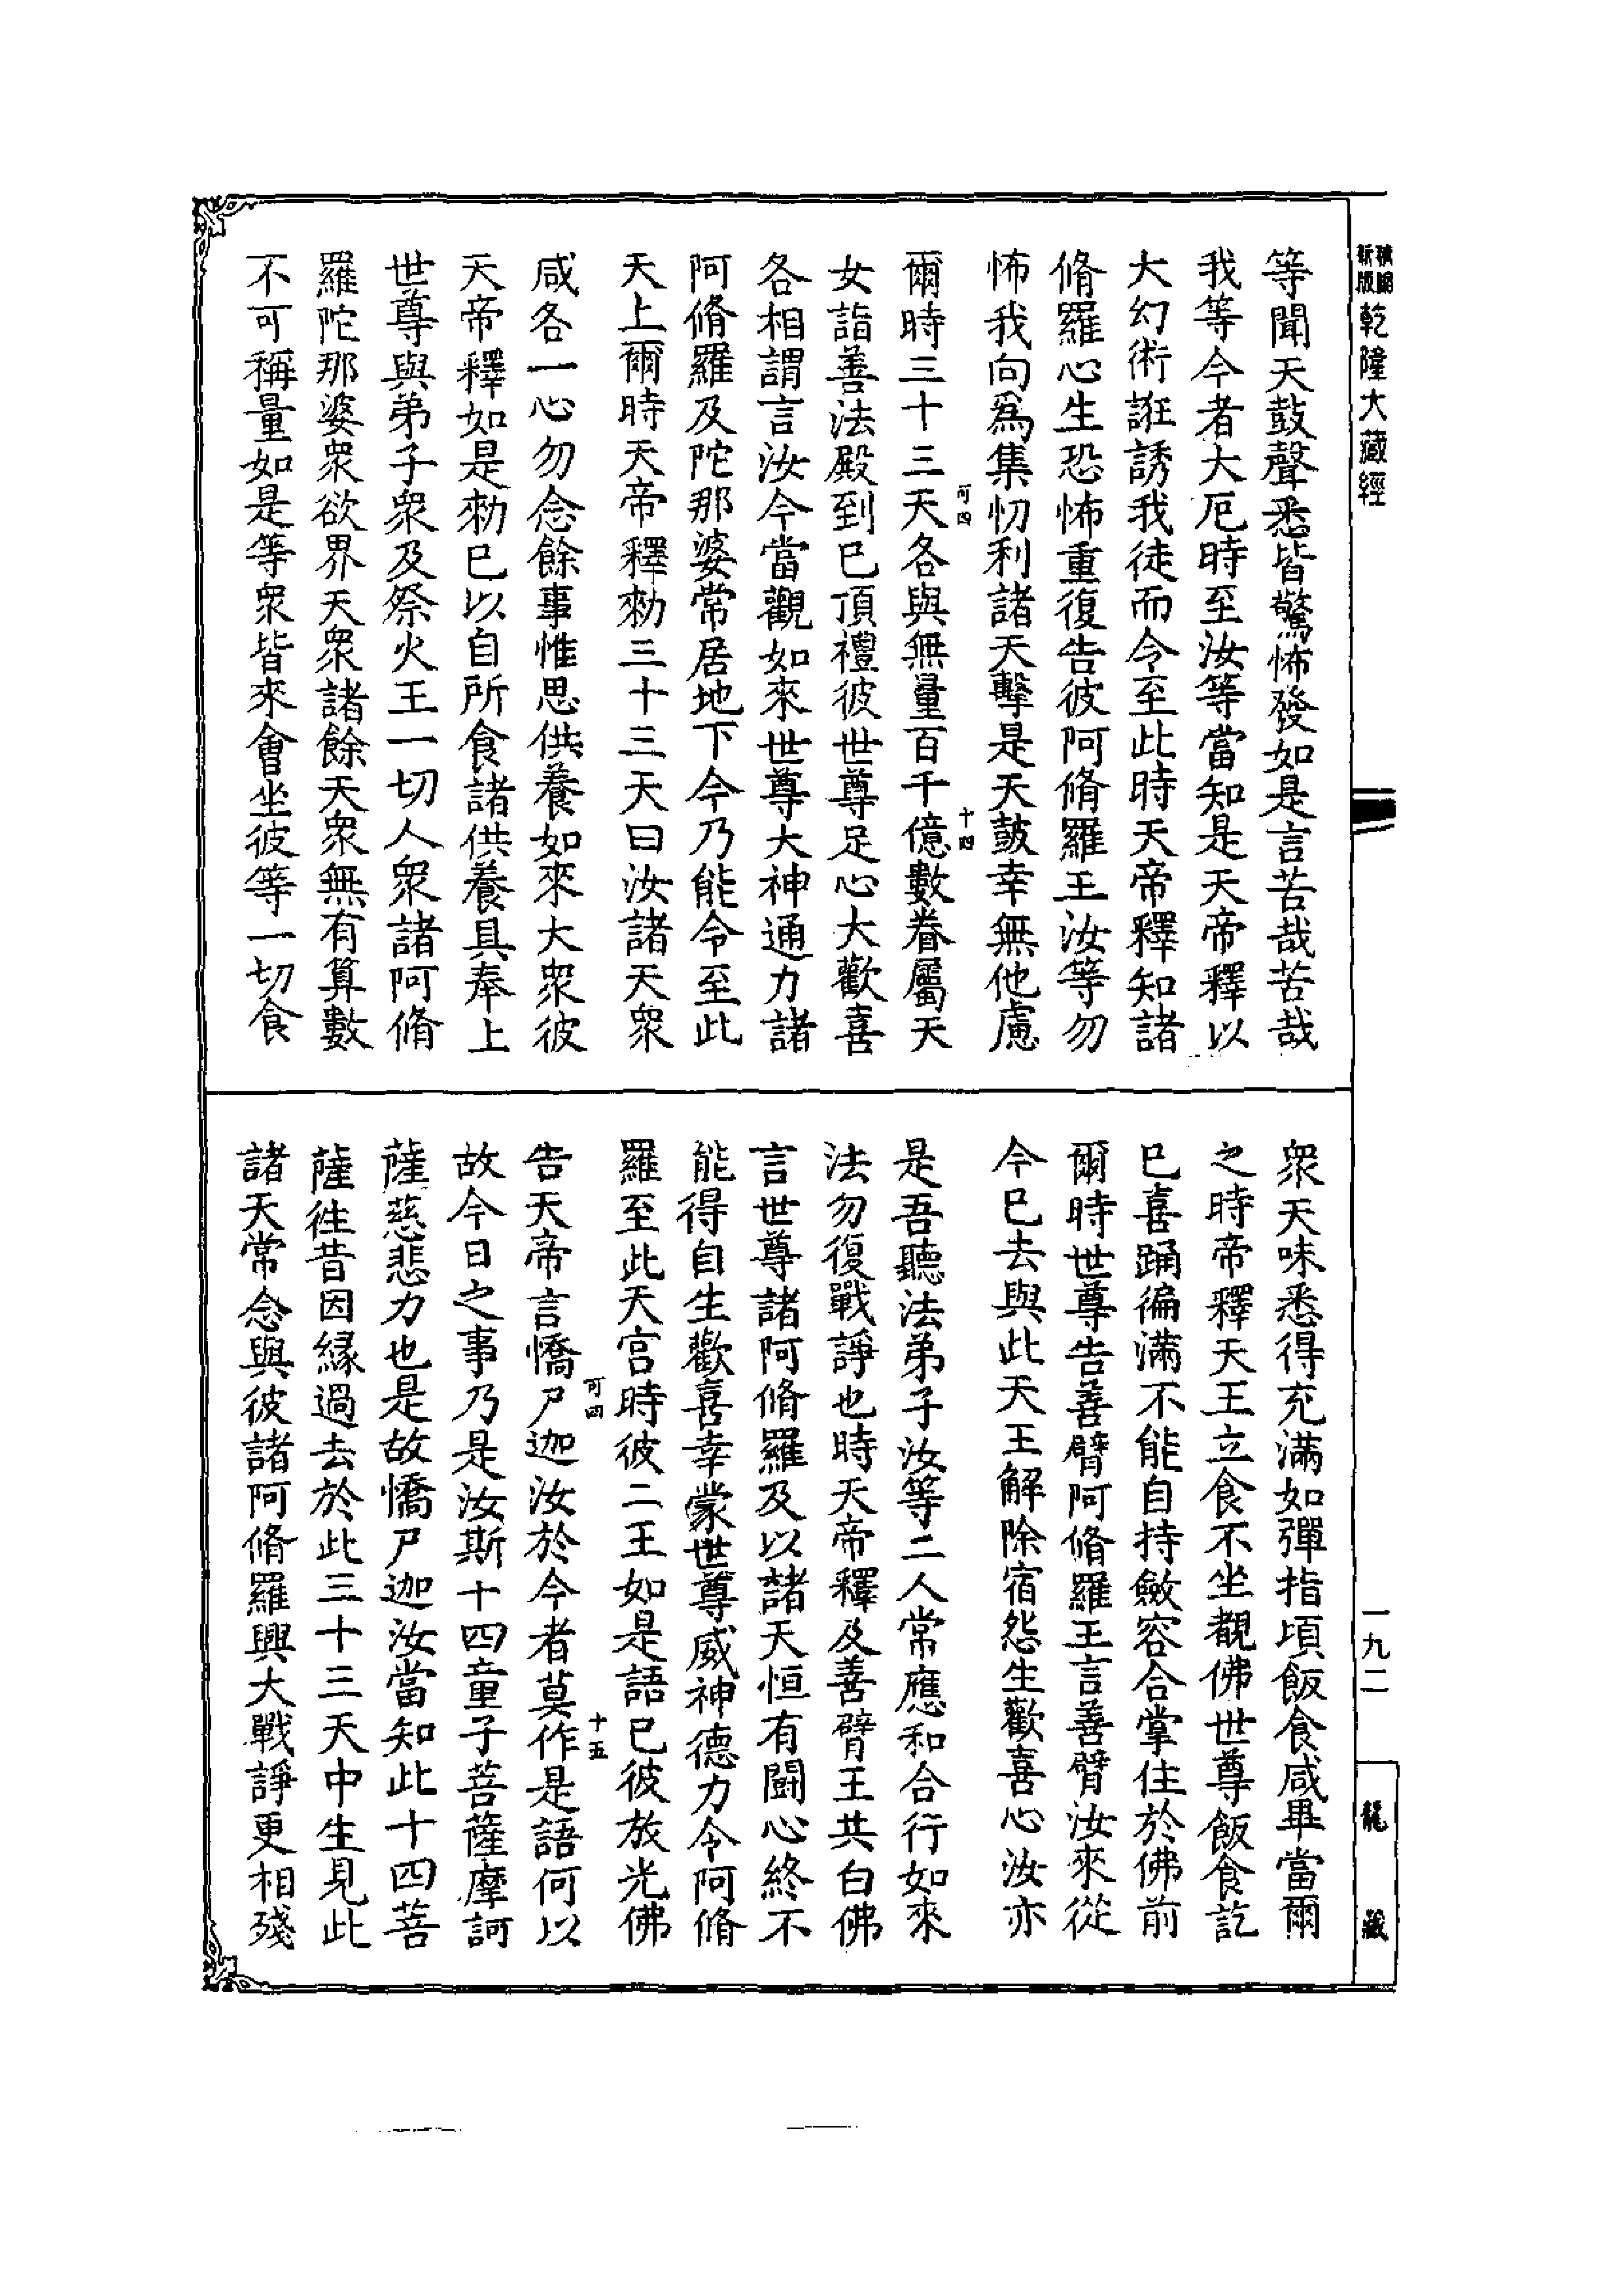 新版
縮
乾隆大藏經
等聞天鼓聲悉皆驚怖發如是言苦哉苦哉
我等今者大厄時至汝等當知是天帝釋以
大幻術誑誘我徒而令至此時天帝釋知諸
脩羅心生恐怖重復告彼阿脩羅王汝等勿
怖我向為集忉利諸天擊是天鼓幸無他慮
爾時三十三天各與無量百千億數眷屬天
可四
十四
女詣善法殿到已頂禮彼世尊足心大歡喜
各相謂言汝今當觀如來世尊大神通力諸
阿脩羅及陀那婆常居地下今乃能令至此
天上爾時天帝釋勑三十三天曰汝諸天衆
咸各一心勿念餘事惟思供養如來大衆彼
天帝釋如是勑已以自所食諸供養具奉上
世尊與弟子衆及祭火王一切人衆諸阿脩
羅陀那婆衆欲界天衆諸餘天衆無有算數
不可稱量如是等衆皆來會坐彼等一切食
衆天味悉得充滿如彈指頃飯食咸畢當爾
之時帝釋天王立食不坐覩佛世尊飯食訖
已喜踊徧滿不能自持斂容合掌住於佛前
爾時世尊告善臂阿脩羅王言善臂汝來從
今已去與此天王解除宿怨生歡喜心汝亦
是吾聽法弟子汝等二人常應和合行如來
法勿復戰諍也時天帝釋及善臂王共白佛
言世尊諸阿脩羅及以諸天恒有鬪心終不
能得自生歡喜幸蒙世尊威神德力令阿脩
羅至此天宮時彼二王如是語已彼放光佛
告天帝言憍尸迦汝於今者莫作是語何以
可四
十五
故今日之事乃是汝斯十四童子菩薩摩訶
薩慈悲力也是故憍尸迦汝當知此十四菩
薩往昔因緣過去於此三十三天中生見此
諸天常念與彼諸阿脩羅興大戰諍更相殘
一九二
龍藏